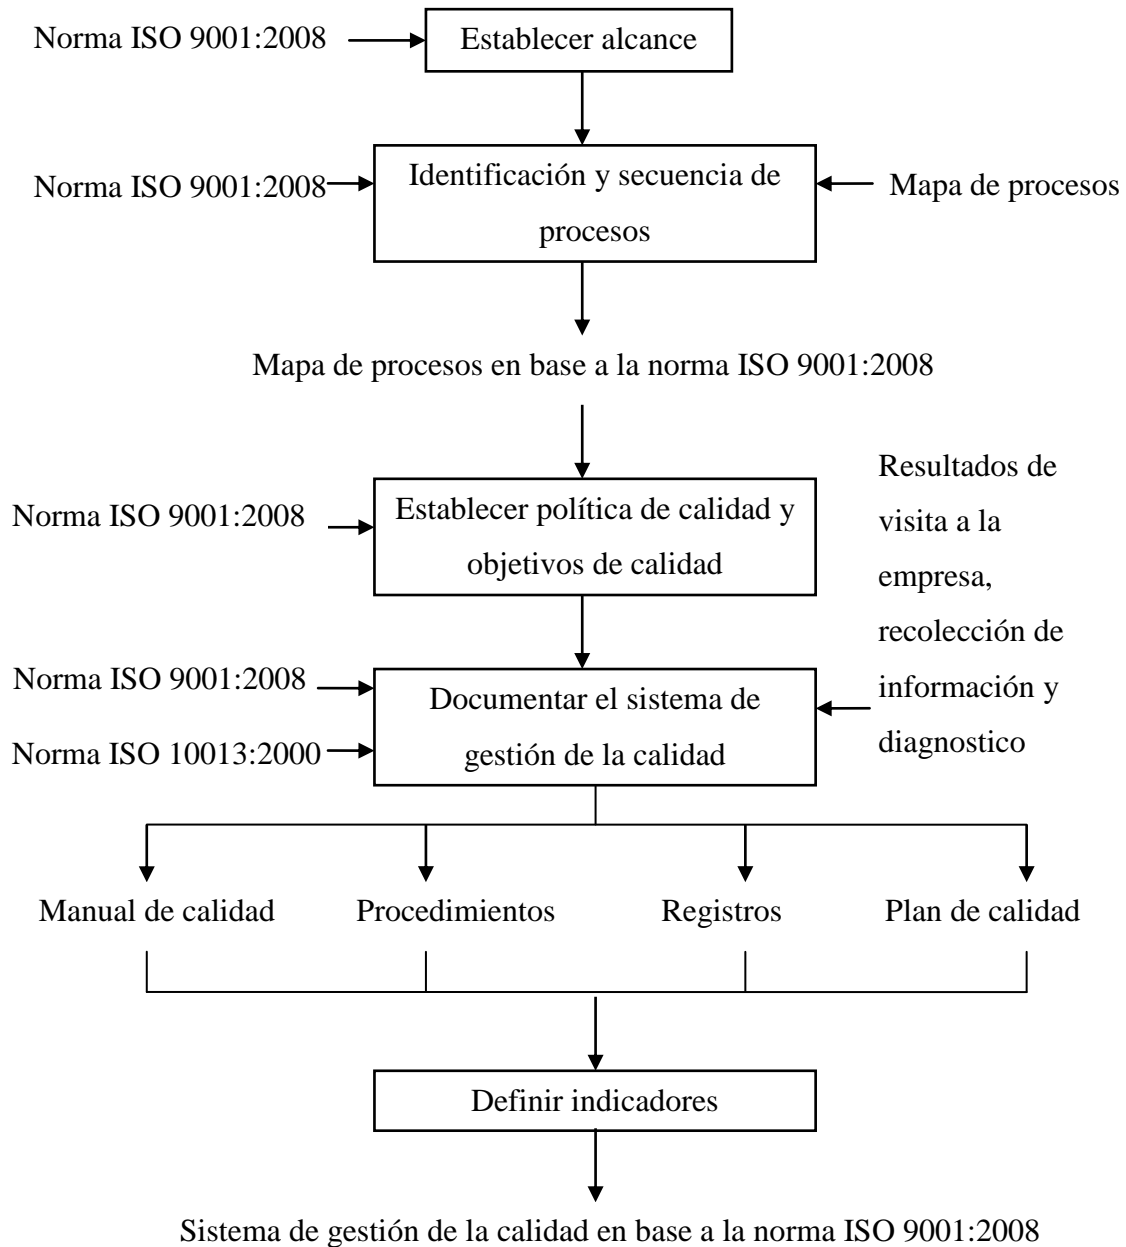 Norma ISO 9001:2008
Establecer alcance
Norma ISO 9001:2008
Identificación y secuencia de
procesos
Mapa de procesos
Mapa de procesos en base a la norma ISO 9001:2008
Norma ISO 9001:2008
Establecer política de calidad y
objetivos de calidad
Resultados de
visita a la
empresa,
recolección de
información y
diagnostico
Norma ISO 9001:2008
Norma ISO 10013:2000
Documentar el sistema de
gestión de la calidad
Manual de calidad
Procedimientos
Registros
Plan de calidad
Definir indicadores
Sistema de gestión de la calidad en base a la norma ISO 9001:2008